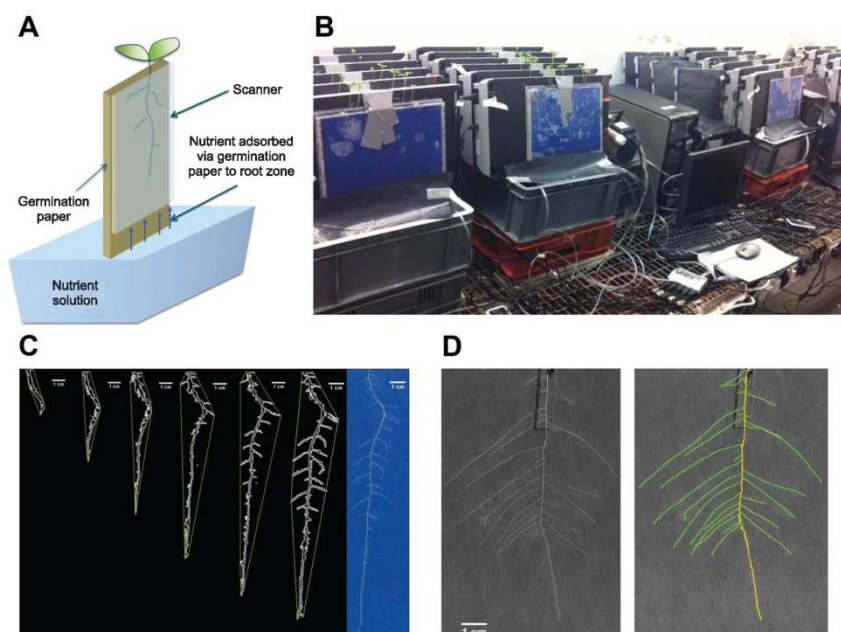 A
Scanner
Nutrient adsorbed
via germination
paper to root zone
Germination
paper
Nutrient
solution
B
C
1 cm
1 cm
1 cm
1 cm
1 cm
1 cm
1 cm
D
1 cm